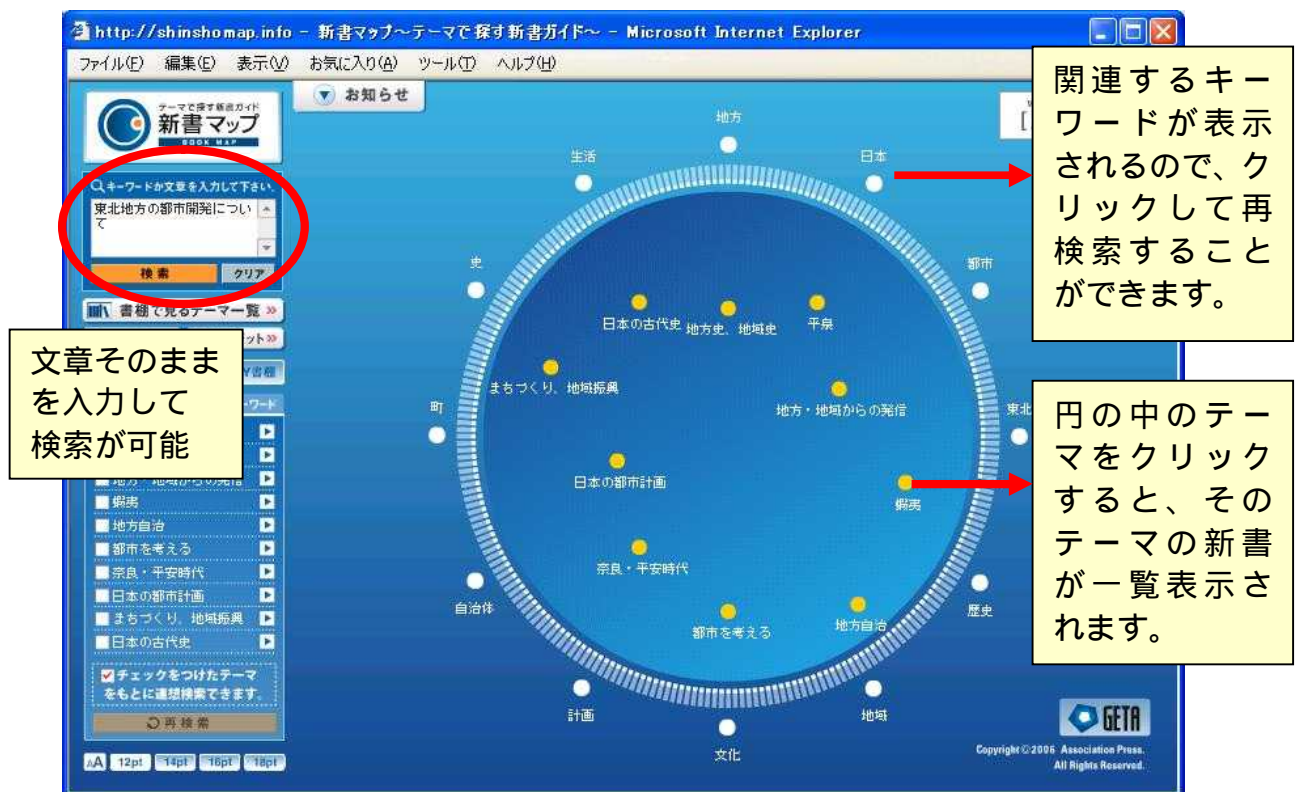 http://shinshomap.info - 新書マップ～テーマで探す新書ガイド～ - Microsoft Internet Explorer
ファイル(F) 編集(E) 表示(V) お気に入り(A) ツール(T) ヘルプ(H)
テーマで探す新書ガイド
新書マップ
BOOK MAP
お知らせ
キーワードか文章を入力して下さい.
東北地方の都市開発につい
て
検索 クリア
書棚で見るテーマ一覧 »
文章そのまま
を入力して
検索が可能
地方・地域からの発信
蝦夷
地方自治
都市を考える
奈良・平安時代
日本の都市計画
まちづくり、地域振興
日本の古代史
チェックをつけたテーマ
をもとに連想検索できます。
再検索
AA 12pt 14pt 16pt 18pt
地方
生活
日本
史
都市
町
東北
自治体
歴史
計画
地域
文化
日本の古代史
地方史、地域史
平泉
まちづくり、地域振興
地方・地域からの発信
日本の都市計画
蝦夷
奈良・平安時代
都市を考える
地方自治
関連するキー
ワードが表示
されるので、ク
リックして再
検索すること
ができます。
円の中のテー
マをクリック
すると、その
テーマの新書
が一覧表示さ
れます。
GETA
Copyright©2006 Association Press.
All Rights Reserved.